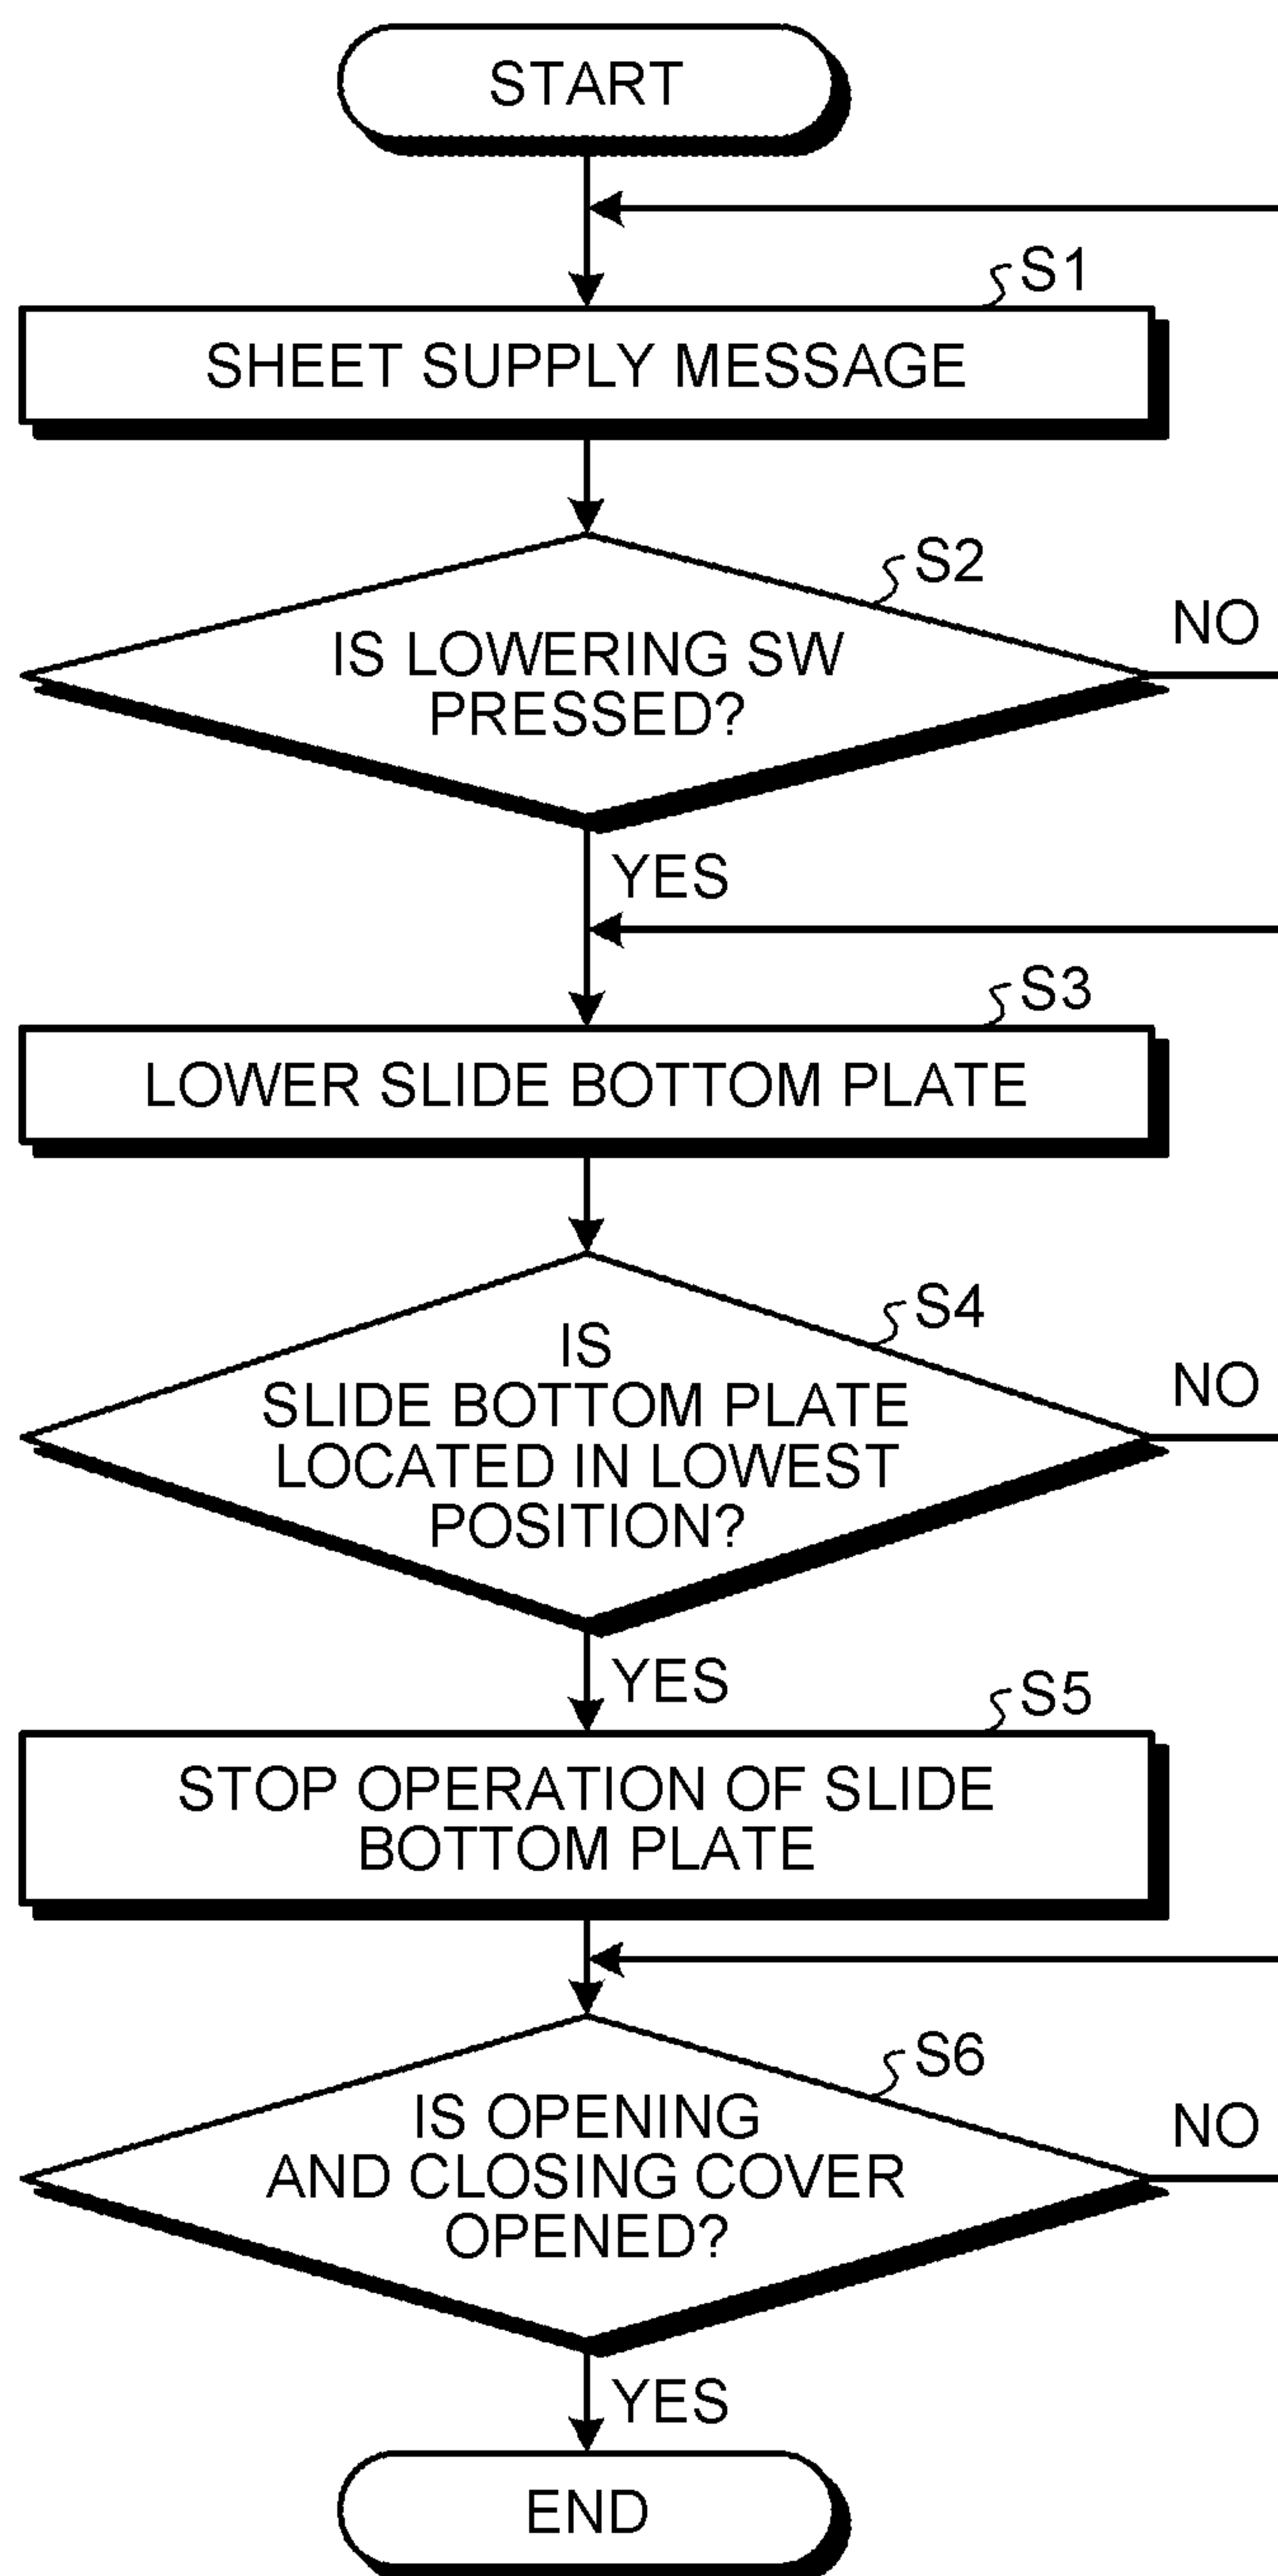 START
S1
SHEET SUPPLY MESSAGE
S2
IS LOWERING SW
PRESSED?
NO
YES
S3
LOWER SLIDE BOTTOM PLATE
S4
IS
SLIDE BOTTOM PLATE
LOCATED IN LOWEST
POSITION?
NO
YES
S5
STOP OPERATION OF SLIDE
BOTTOM PLATE
S6
IS OPENING
AND CLOSING COVER
OPENED?
NO
YES
END